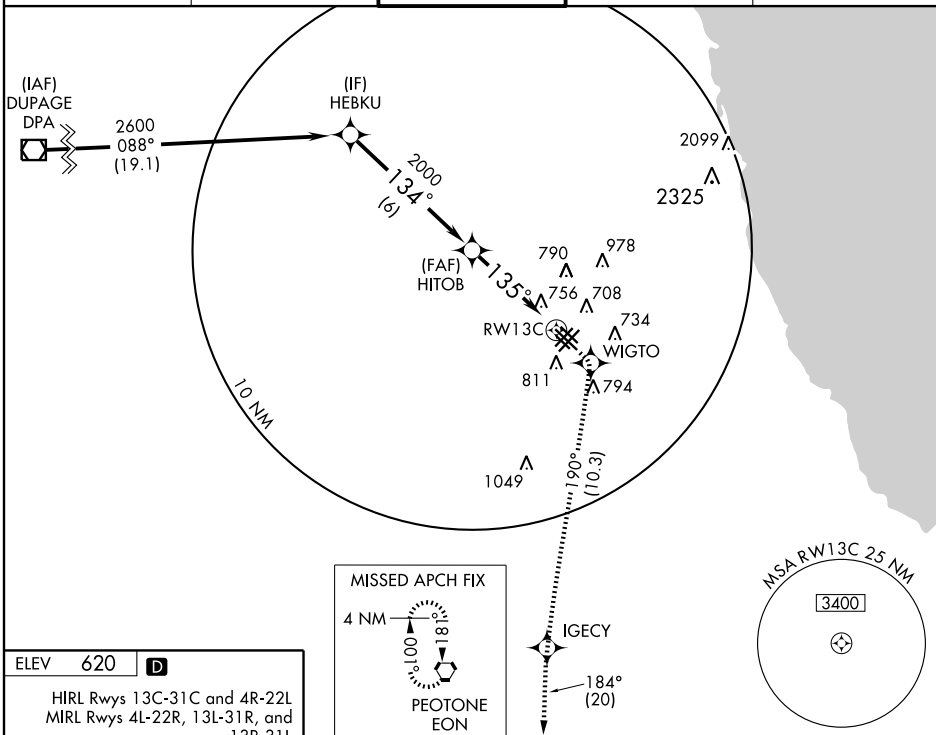 (IAF)
DUPAGE
DPA
2600
088°
(19.1)
(IF)
HEBKU
2000
134°
(6)
(FAF)
HITOB
135°
2099
2325
790
978
756
708
RW13C
734
WIGTO
811
794
10 NM
1049
190°
(10.3)
MISSED APCH FIX
4 NM
001°
181°
PEOTONE
EON
IGECY
184°
(20)
MSA RW13C 25 NM
3400
ELEV 620 D
HIRL Rwys 13C-31C and 4R-22L
MIRL Rwys 4L-22R, 13L-31R, and
13R-31L